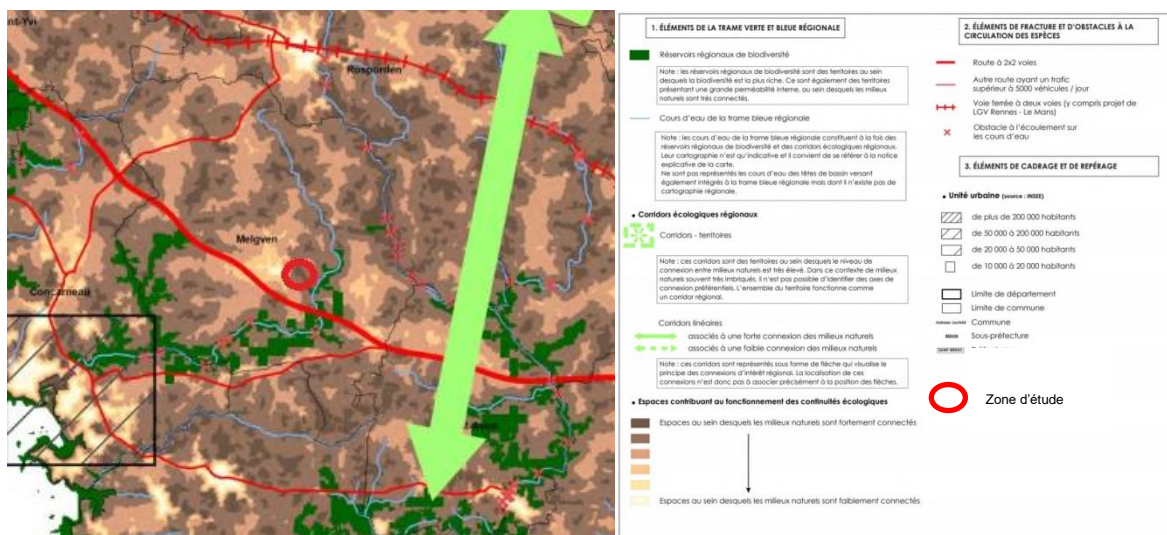 nt-Yvi
Rosporden
Melgven
Concarneau
1. ÉLÉMENTS DE LA TRAME VERTE ET BLEUE RÉGIONALE
Réservoirs régionaux de biodiversité
Note : les réservoirs régionaux de biodiversité sont des territoires au sein
desquels la biodiversité est la plus riche. Ce sont également des territoires
présentant une grande perméabilité interne, au sein desquels les milieux
naturels sont très connectés.
Cours d'eau de la trame bleue régionale
Note : les cours d'eau de la trame bleue régionale constituent à la fois des
réservoirs régionaux de biodiversité et des corridors écologiques régionaux.
Leur cartographie n'est qu'indicative et il convient de se référer à la notice
explicative de la carte.
Ne sont pas représentés les cours d'eau des têtes de bassin versant
également intégrés à la trame bleue régionale mais dont il n'existe pas de
cartographie régionale.
• Corridors écologiques régionaux
Corridors - territoires
Note : ces corridors sont des territoires au sein desquels le niveau de
connexion entre milieux naturels est très élevé. Dans ce contexte de milieux
naturels souvent très imbriqués, il n'est pas possible d'identifier des axes de
connexion préférentiels. L'ensemble du territoire fonctionne comme
un corridor régional.
Corridors linéaires
associés à une forte connexion des milieux naturels
associés à une faible connexion des milieux naturels
Note : ces corridors sont représentés sous forme de flèche qui visualise le
principe des connexions d'intérêt régional. La localisation de ces
connexions n'est donc pas à associer précisément à la position des flèches.
• Espaces contribuant au fonctionnement des continuités écologiques
Espaces au sein desquels les milieux naturels sont fortement connectés
Espaces au sein desquels les milieux naturels sont faiblement connectés
2. ÉLÉMENTS DE FRACTURE ET D'OBSTACLES À LA
CIRCULATION DES ESPÈCES
Route à 2x2 voies
Autre route ayant un trafic
supérieur à 5000 véhicules / jour
Voie ferrée à deux voies (y compris projet de
LGV Rennes - Le Mans)
Obstacle à l'écoulement sur
les cours d'eau
3. ÉLÉMENTS DE CADRAGE ET DE REPÉRAGE
• Unité urbaine (source : INSEE)
de plus de 200 000 habitants
de 50 000 à 200 000 habitants
de 20 000 à 50 000 habitants
de 10 000 à 20 000 habitants
Limite de département
Limite de commune
Commune
Sous-préfecture
Zone d'étude